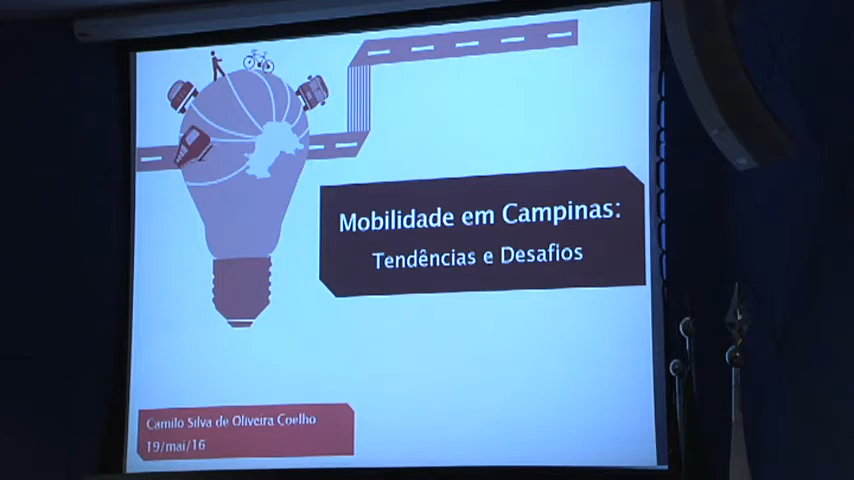 Mobilidade em Campinas:
Tendências e Desafios
Camilo Silva de Oliveira Coelho
19/mai/16